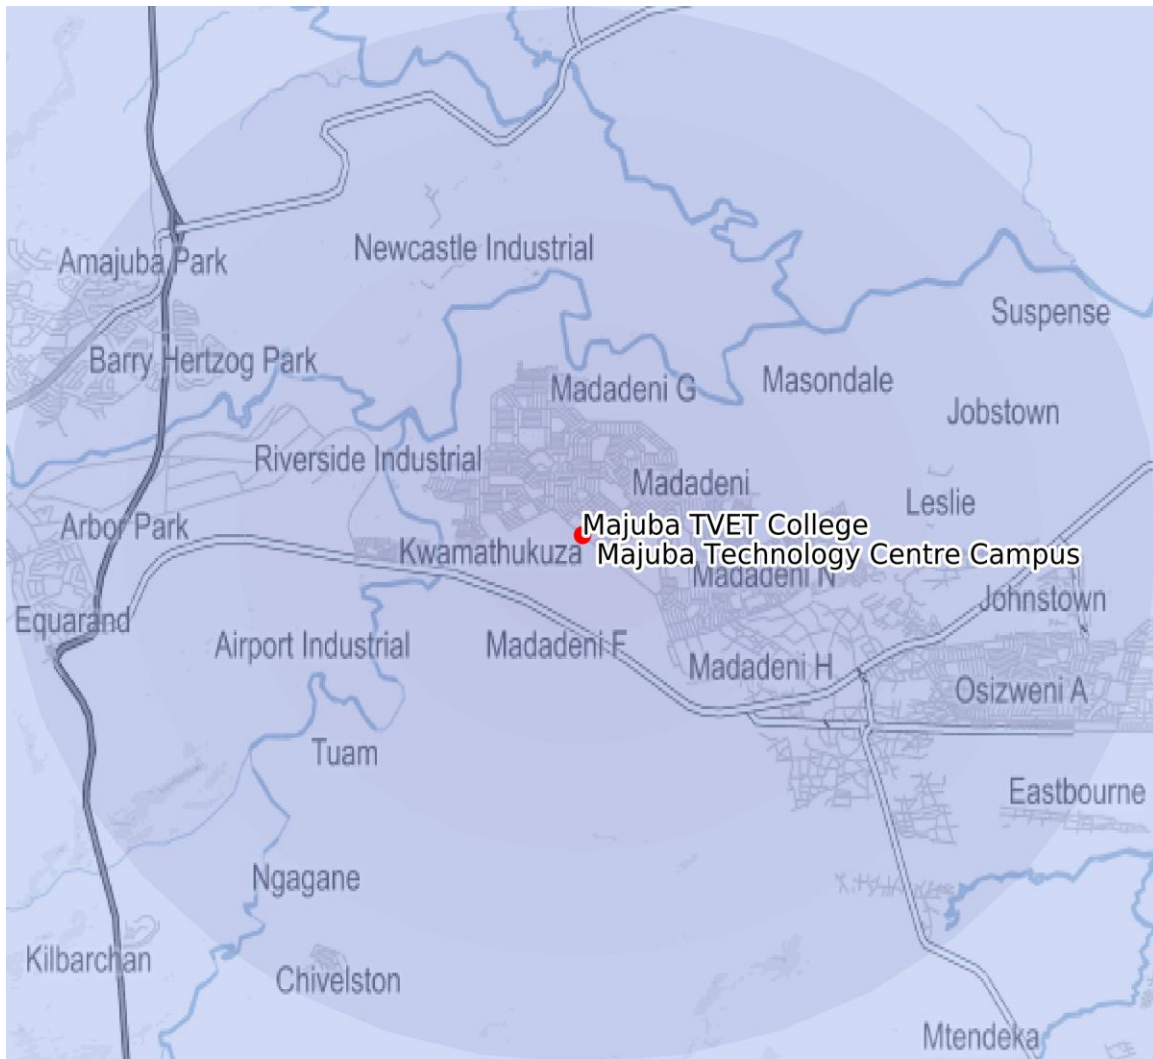 Newcastle Industrial
Amajuba Park
Suspense
Barry Hertzog Park
Madadeni G
Masondale
Jobstown
Riverside Industrial
Madadeni
Leslie
Arbor Park
Majuba TVET College
Kwamathukuza
Majuba Technology Centre Campus
Madadeni N
Johnstown
Equarand
Airport Industrial
Madadeni F
Madadeni H
Osizweni A
Tuam
Eastbourne
Ngagane
Kilbarchan
Chivelston
Mtendeka